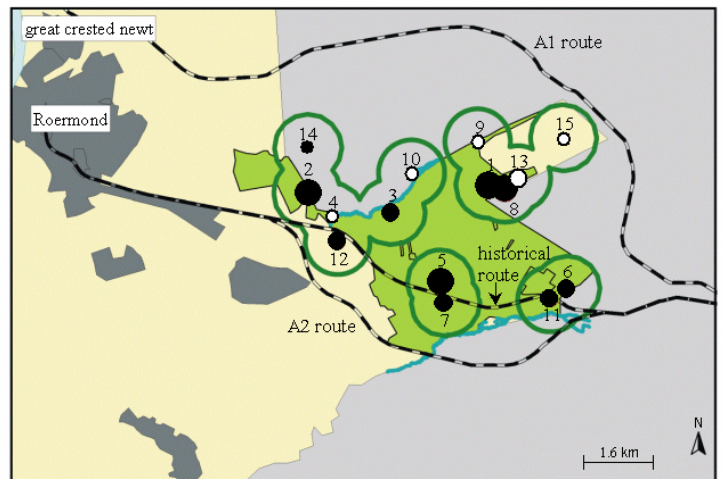 great crested newt
A1 route
Roermond
14
9
15
10
1
13
2
3
8
4
12
historical
route
5
6
7
11
A2 route
N
1.6 km